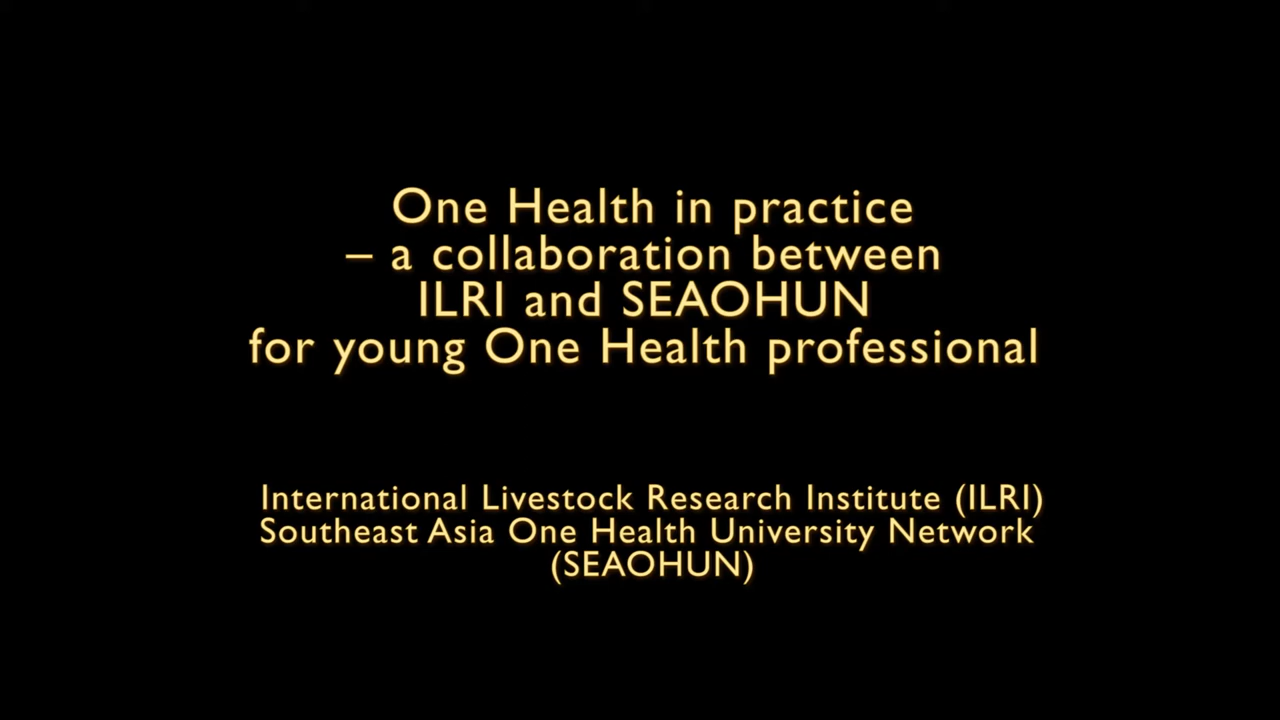 One Health in practice
– a collaboration between
ILRI and SEAOHUN
for young One Health professional
International Livestock Research Institute (ILRI)
Southeast Asia One Health University Network
(SEAOHUN)